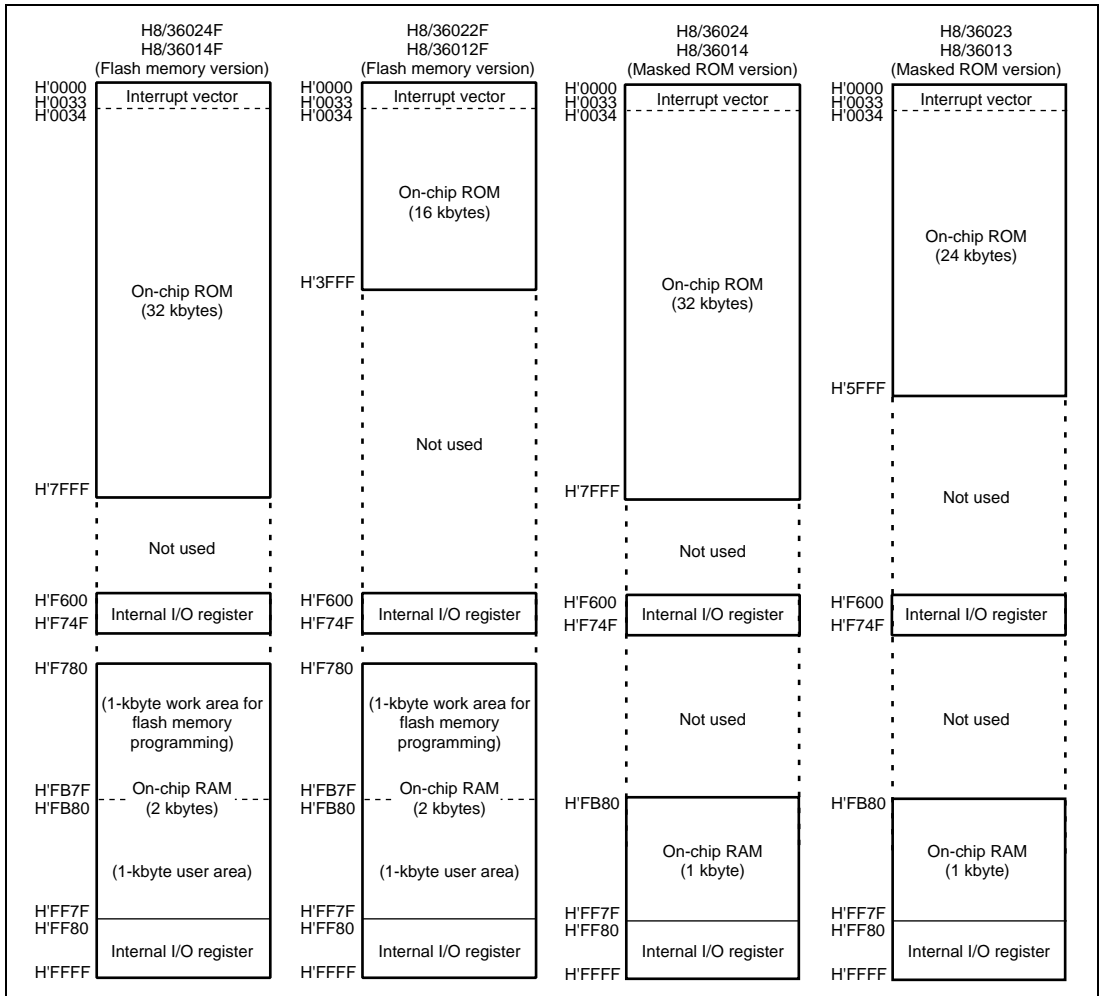 H8/36024F
H8/36014F
(Flash memory version)
H'0000
H'0033
H'0034
Interrupt vector
On-chip ROM
(32 kbytes)
H'7FFF
Not used
H'F600
Internal I/O register
H'F74F
H'F780
(1-kbyte work area for
flash memory
programming)
H'FB7F
On-chip RAM
H'FB80
(2 kbytes)
(1-kbyte user area)
H'FF7F
H'FF80
Internal I/O register
H'FFFF
H8/36022F
H8/36012F
(Flash memory version)
H'0000
H'0033
H'0034
Interrupt vector
On-chip ROM
(16 kbytes)
H'3FFF
Not used
H'F600
Internal I/O register
H'F74F
H'F780
(1-kbyte work area for
flash memory
programming)
H'FB7F
On-chip RAM
H'FB80
(2 kbytes)
(1-kbyte user area)
H'FF7F
H'FF80
Internal I/O register
H'FFFF
H8/36024
H8/36014
(Masked ROM version)
H'0000
H'0033
H'0034
Interrupt vector
On-chip ROM
(32 kbytes)
H'7FFF
Not used
H'F600
Internal I/O register
H'F74F
Not used
H'FB80
On-chip RAM
(1 kbyte)
H'FF7F
H'FF80
Internal I/O register
H'FFFF
H8/36023
H8/36013
(Masked ROM version)
H'0000
H'0033
H'0034
Interrupt vector
On-chip ROM
(24 kbytes)
H'5FFF
Not used
H'F600
Internal I/O register
H'F74F
Not used
H'FB80
On-chip RAM
(1 kbyte)
H'FF7F
H'FF80
Internal I/O register
H'FFFF